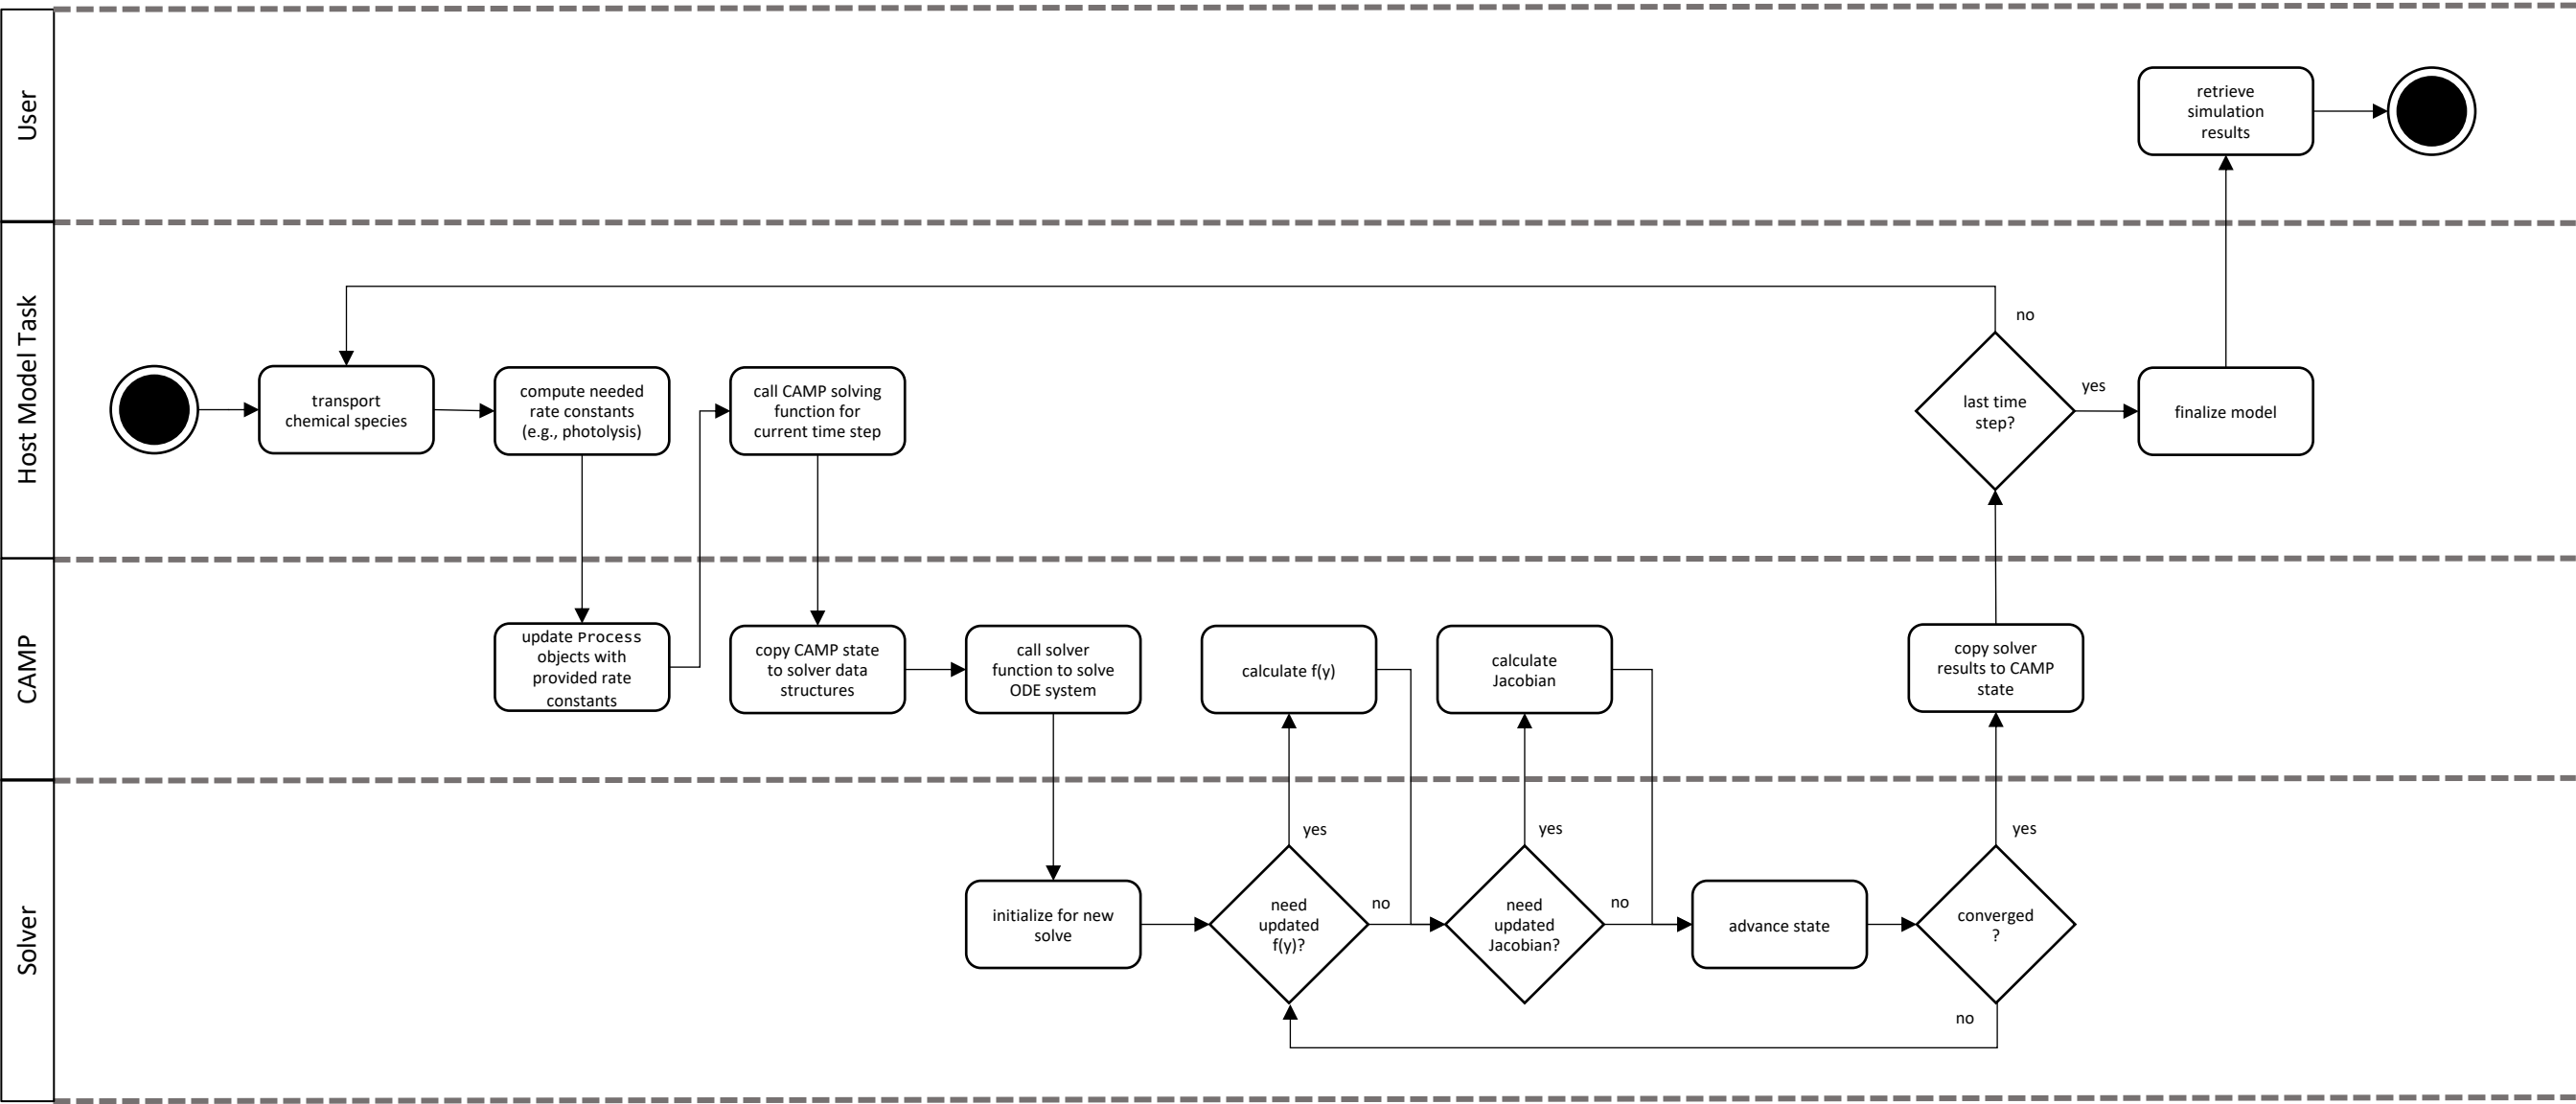 User
retrieve
simulation
results
Host Model Task
no
transport
chemical species
compute needed
rate constants
(e.g., photolysis)
call CAMP solving
function for
current time step
last time
step?
yes
finalize model
CAMP
update Process
objects with
provided rate
constants
copy CAMP state
to solver data
structures
call solver
function to solve
ODE system
calculate f(y)
calculate
Jacobian
copy solver
results to CAMP
state
Solver
yes
yes
yes
initialize for new
solve
need
updated
f(y)?
no
need
updated
Jacobian?
no
advance state
converged
?
no